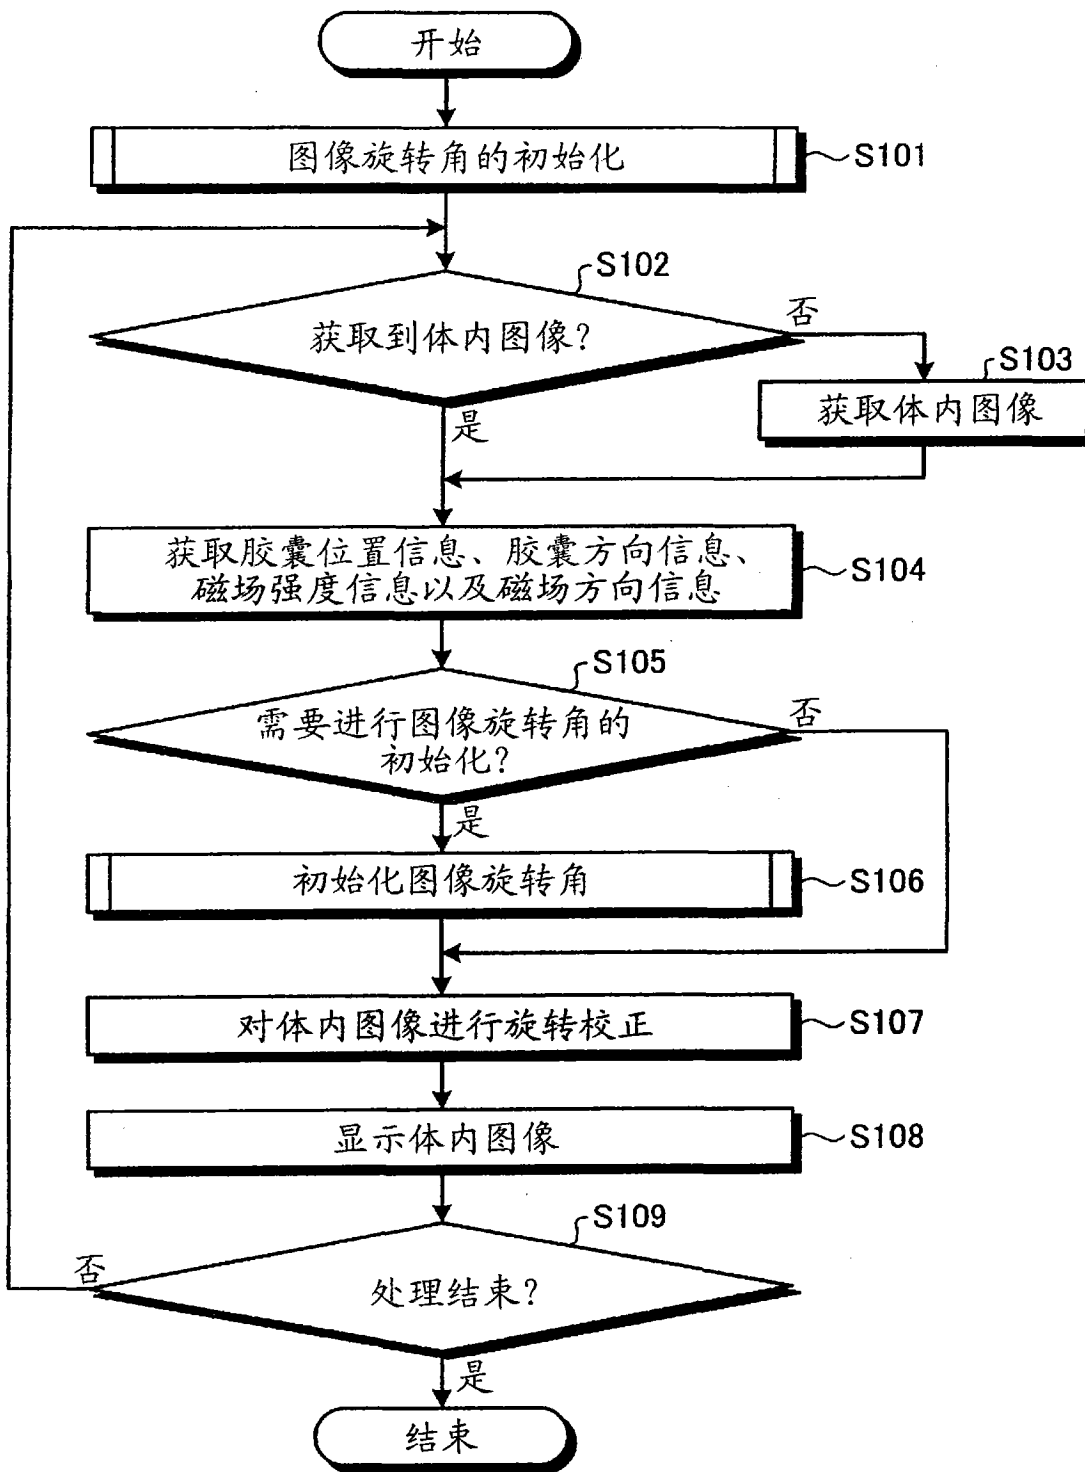 开始
图像旋转角的初始化
S101
S102
获取到体内图像？
否
S103
获取体内图像
是
获取胶囊位置信息、胶囊方向信息、
磁场强度信息以及磁场方向信息
S104
S105
需要进行图像旋转角的
初始化？
否
是
初始化图像旋转角
S106
对体内图像进行旋转校正
S107
显示体内图像
S108
S109
处理结束？
否
是
结束